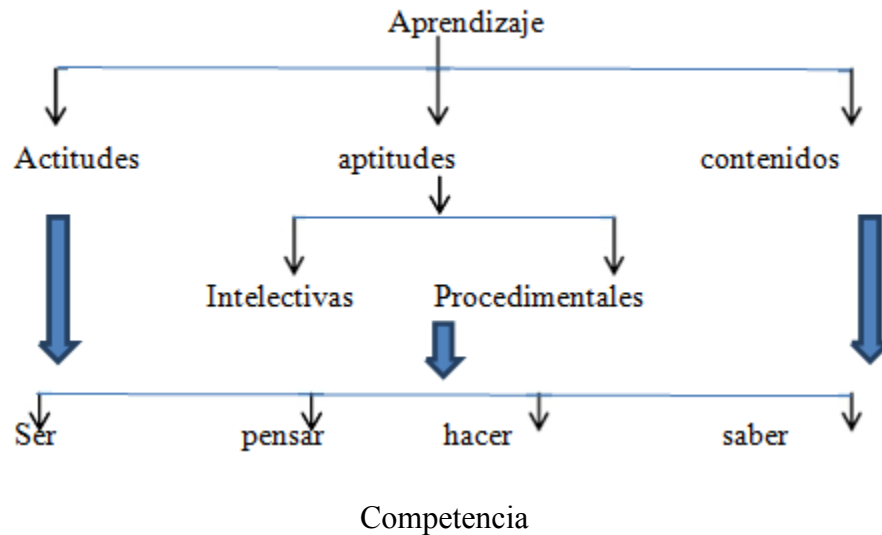 Aprendizaje
Actitudes aptitudes contenidos
Intelectivas Procedimentales
Ser pensar hacer saber
Competencia